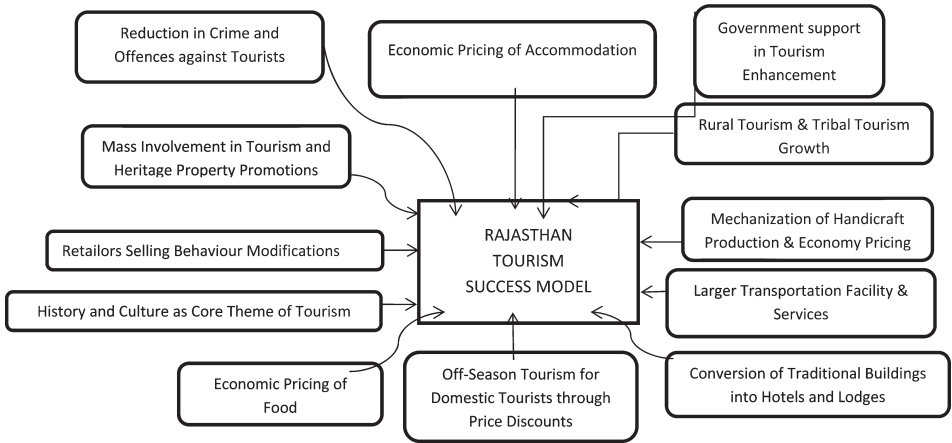 Reduction in Crime and
Offences against Tourists
Economic Pricing of Accommodation
Government support
in Tourism
Enhancement
Rural Tourism & Tribal Tourism
Growth
Mass Involvement in Tourism and
Heritage Property Promotions
RAJASTHAN
TOURISM
SUCCESS MODEL
Mechanization of Handicraft
Production & Economy Pricing
Retailors Selling Behaviour Modifications
Larger Transportation Facility &
Services
History and Culture as Core Theme of Tourism
Economic Pricing of
Food
Off-Season Tourism for
Domestic Tourists through
Price Discounts
Conversion of Traditional Buildings
into Hotels and Lodges